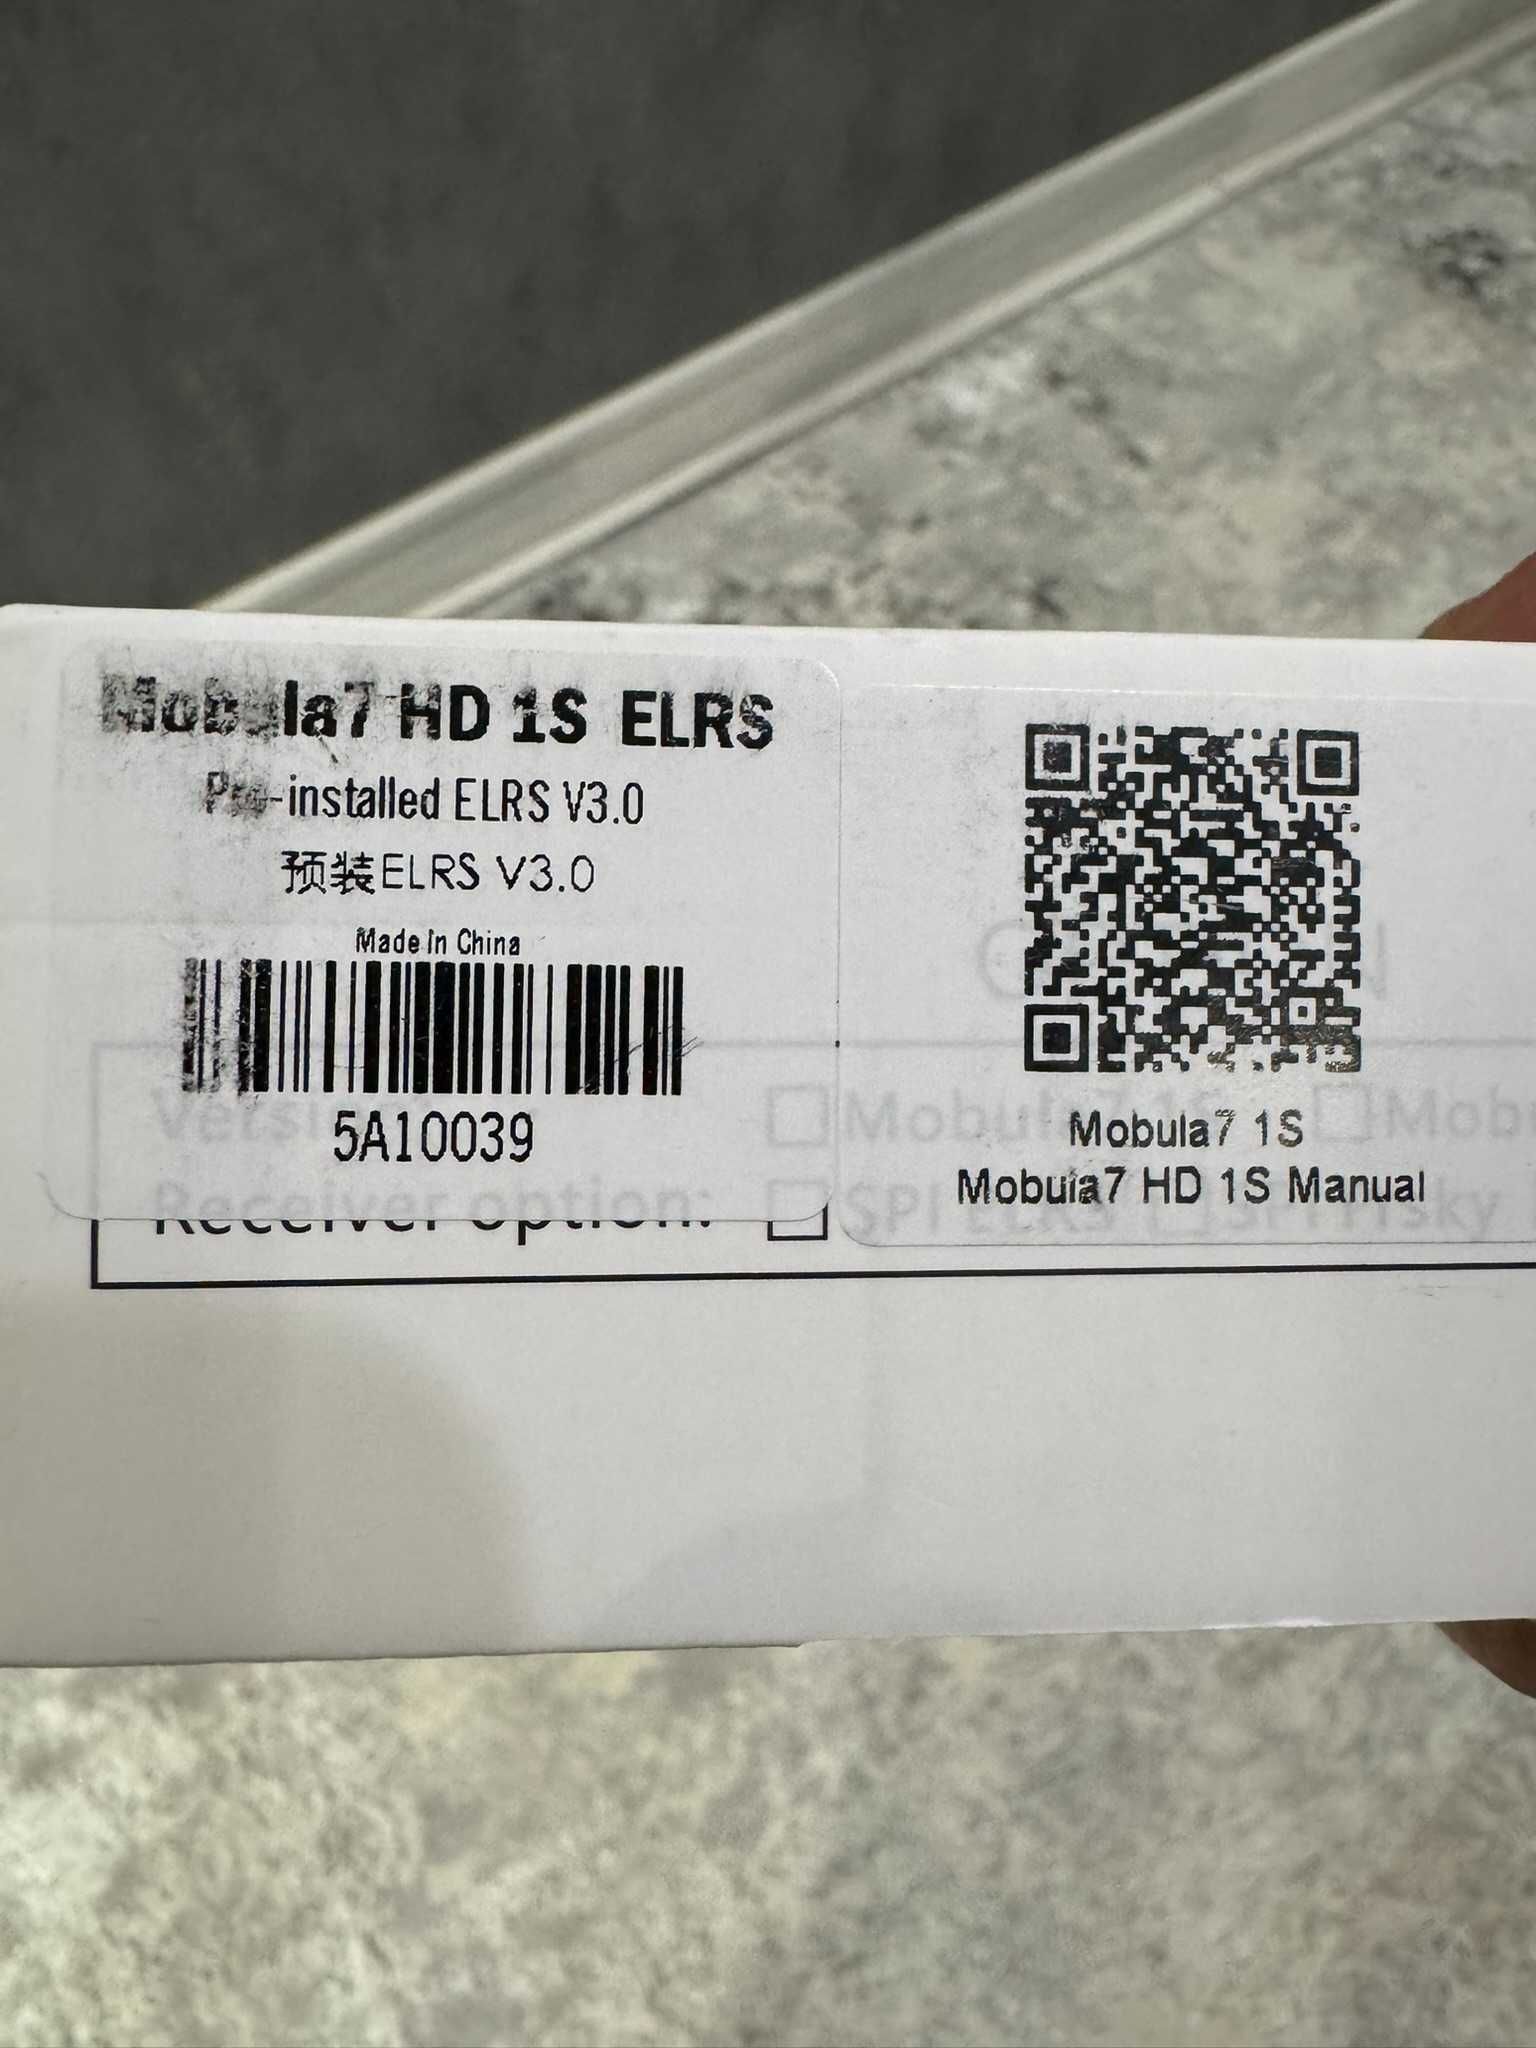 Mobula7 HD 1S ELRS
Pre-installed ELRS V3.0
预装ELRS V3.0
Made In China
5A10039
Mobula7 1S
Mobula7 HD 1S Manual
Receiver option: